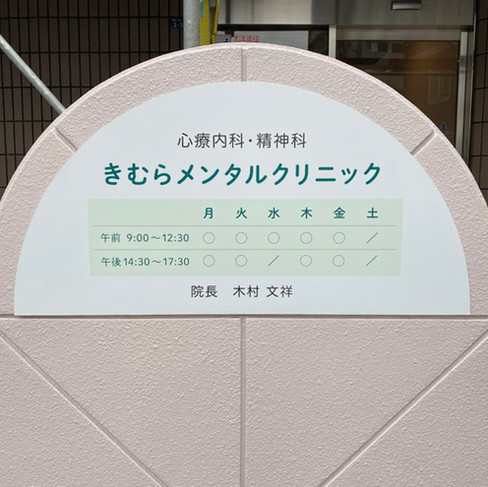 心療内科・精神科
きむらメンタルクリニック
月 火 水 木 金 土
午前 9:00～12:30 ○ ○ ○ ○ ○ ／
午後 14:30～17:30 ○ ○ ／ ○ ○ ／
院長 木村 文祥